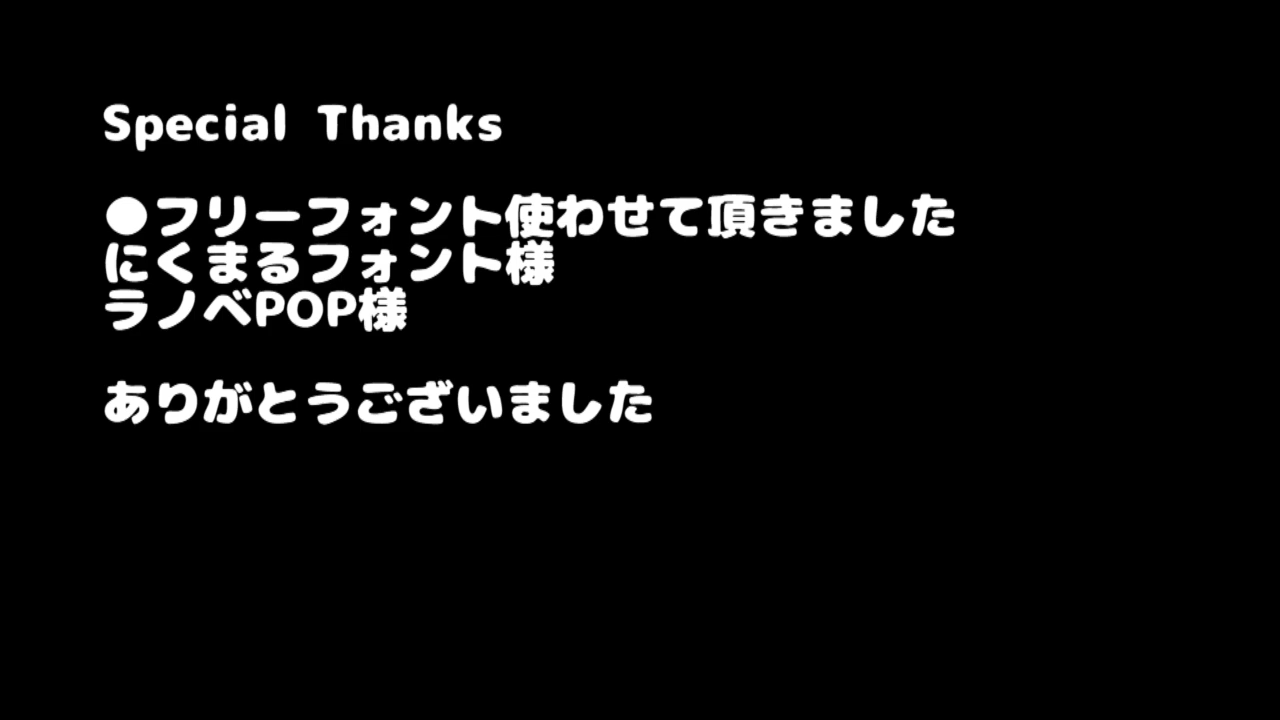 Special Thanks
●フリーフォント使わせて頂きました
にくまるフォント様
ラノベPOP様
ありがとうございました